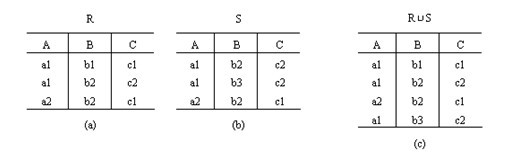 R S R∪S
A B C A B C A B C
a1 b1 c1 a1 b2 c2 a1 b1 c1
a1 b2 c2 a1 b3 c2 a1 b2 c2
a2 b2 c1 a2 b2 c1 a2 b2 c1
a1 b3 c2
(a) (b)
(c)